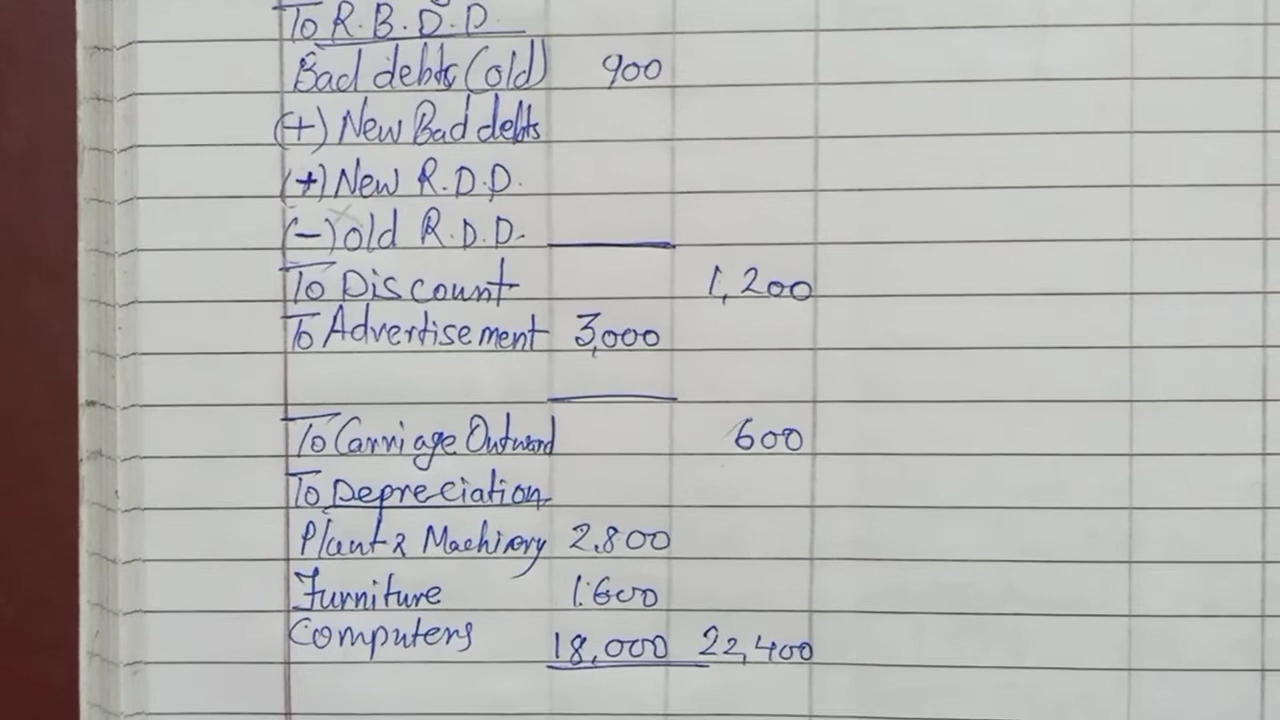 To R.B.D.D.
Bad debts (old) 900
(+) New Bad debts
(+) New R.D.D.
(-) old R.D.D.
To Discount 1,200
To Advertisement 3,000
To Carriage Outward 600
To Depreciation
Plant & Machinory 2.800
Furniture 1.600
Computers 18,000 22,400